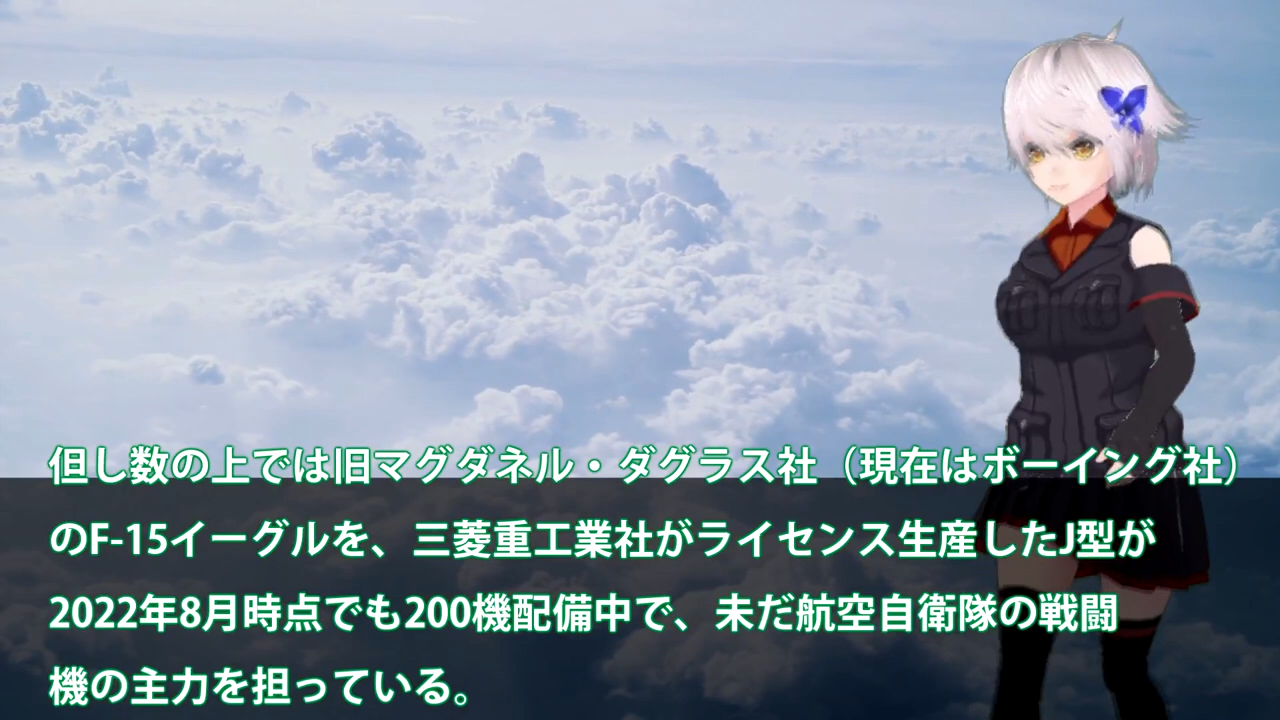 但し数の上では旧マグダネル・ダグラス社（現在はボーイング社）
のF-15イーグルを、三菱重工業社がライセンス生産したJ型が
2022年8月時点でも200機配備中で、未だ航空自衛隊の戦闘
機の主力を担っている。